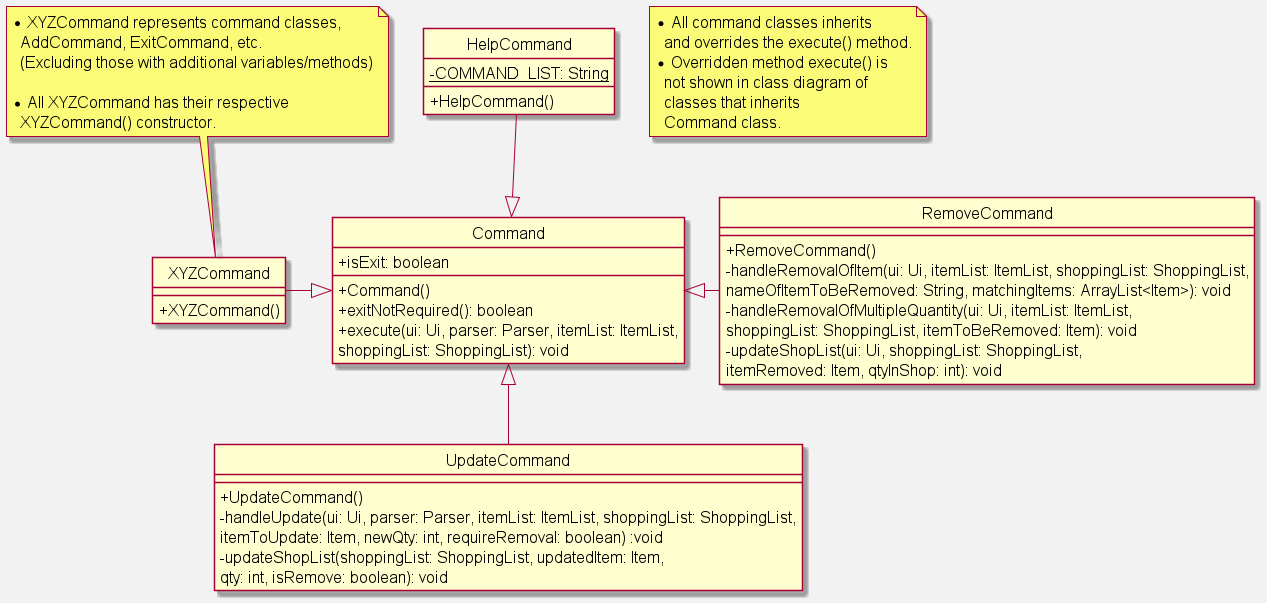 • XYZCommand represents command classes,
AddCommand, ExitCommand, etc.
(Excluding those with additional variables/methods)
• All XYZCommand has their respective
XYZCommand() constructor.
HelpCommand
-COMMAND_LIST: String
+HelpCommand()
• All command classes inherits
and overrides the execute() method.
• Overridden method execute() is
not shown in class diagram of
classes that inherits
Command class.
XYZCommand
+XYZCommand()
Command
+isExit: boolean
+Command()
+exitNotRequired(): boolean
+execute(ui: Ui, parser: Parser, itemList: ItemList,
shoppingList: ShoppingList): void
RemoveCommand
+RemoveCommand()
-handleRemovalOfItem(ui: Ui, itemList: ItemList, shoppingList: ShoppingList,
nameOfItemToBeRemoved: String, matchingItems: ArrayList<Item>): void
-handleRemovalOfMultipleQuantity(ui: Ui, itemList: ItemList,
shoppingList: ShoppingList, itemToBeRemoved: Item): void
-updateShopList(ui: Ui, shoppingList: ShoppingList,
itemRemoved: Item, qtyInShop: int): void
UpdateCommand
+UpdateCommand()
-handleUpdate(ui: Ui, parser: Parser, itemList: ItemList, shoppingList: ShoppingList,
itemToUpdate: Item, newQty: int, requireRemoval: boolean) :void
-updateShopList(shoppingList: ShoppingList, updatedItem: Item,
qty: int, isRemove: boolean): void